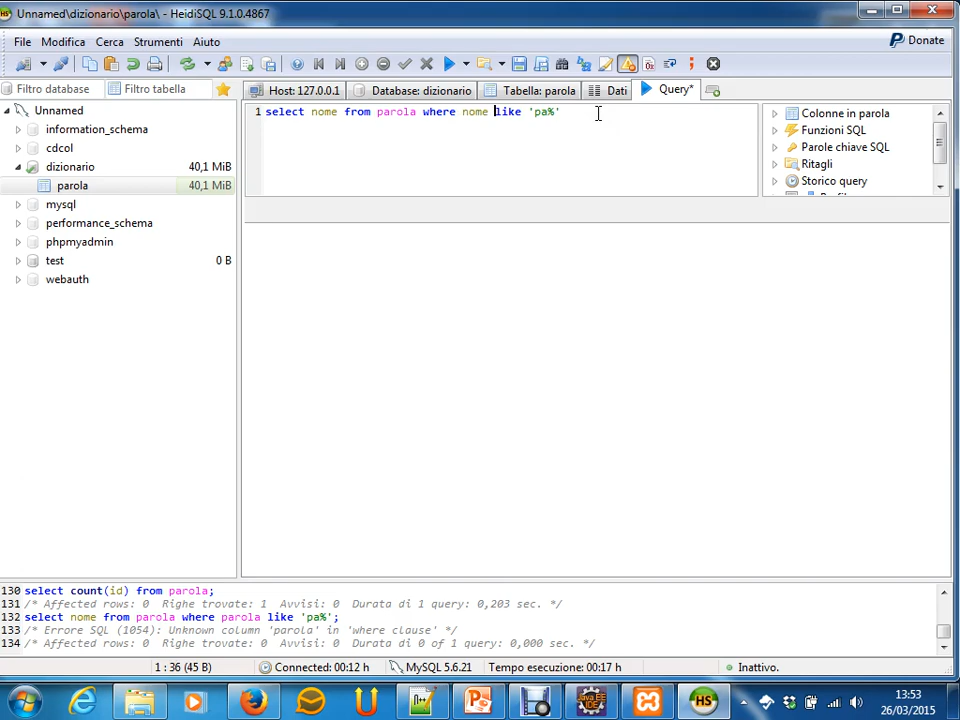 Unnamed\dizionario\parola\ - HeidiSQL 9.1.0.4867
File Modifica Cerca Strumenti Aiuto
Donate
Filtro database Filtro tabella
Host: 127.0.0.1 Database: dizionario Tabella: parola Dati Query*
Unnamed
information_schema
cdcol
dizionario 40,1 MiB
parola 40,1 MiB
mysql
performance_schema
phpmyadmin
test 0 B
webauth
1 select nome from parola where nome like 'pa%'
Colonne in parola
Funzioni SQL
Parole chiave SQL
Ritagli
Storico query
130 select count(id) from parola;
131 /* Affected rows: 0 Righe trovate: 1 Avvisi: 0 Durata di 1 query: 0,203 sec. */
132 select nome from parola where parola like 'pa%';
133 /* Errore SQL (1054): Unknown column 'parola' in 'where clause' */
134 /* Affected rows: 0 Righe trovate: 0 Avvisi: 0 Durata di 0 of 1 query: 0,000 sec. */
1 : 36 (45 B) Connected: 00:12 h MySQL 5.6.21 Tempo esecuzione: 00:17 h Inattivo.
Java EE
IDE
HS
13:53
26/03/2015